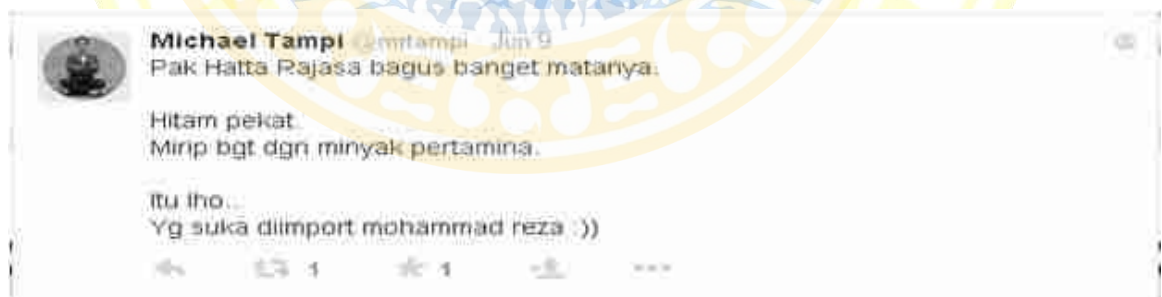 Michael Tampi @mrtampi Jun 9
Pak Hatta Rajasa bagus banget matanya.
Hitam pekat.
Mirip bgt dgn minyak pertamina.
Itu lho...
Yg suka diimport mohammad reza :))
1 1